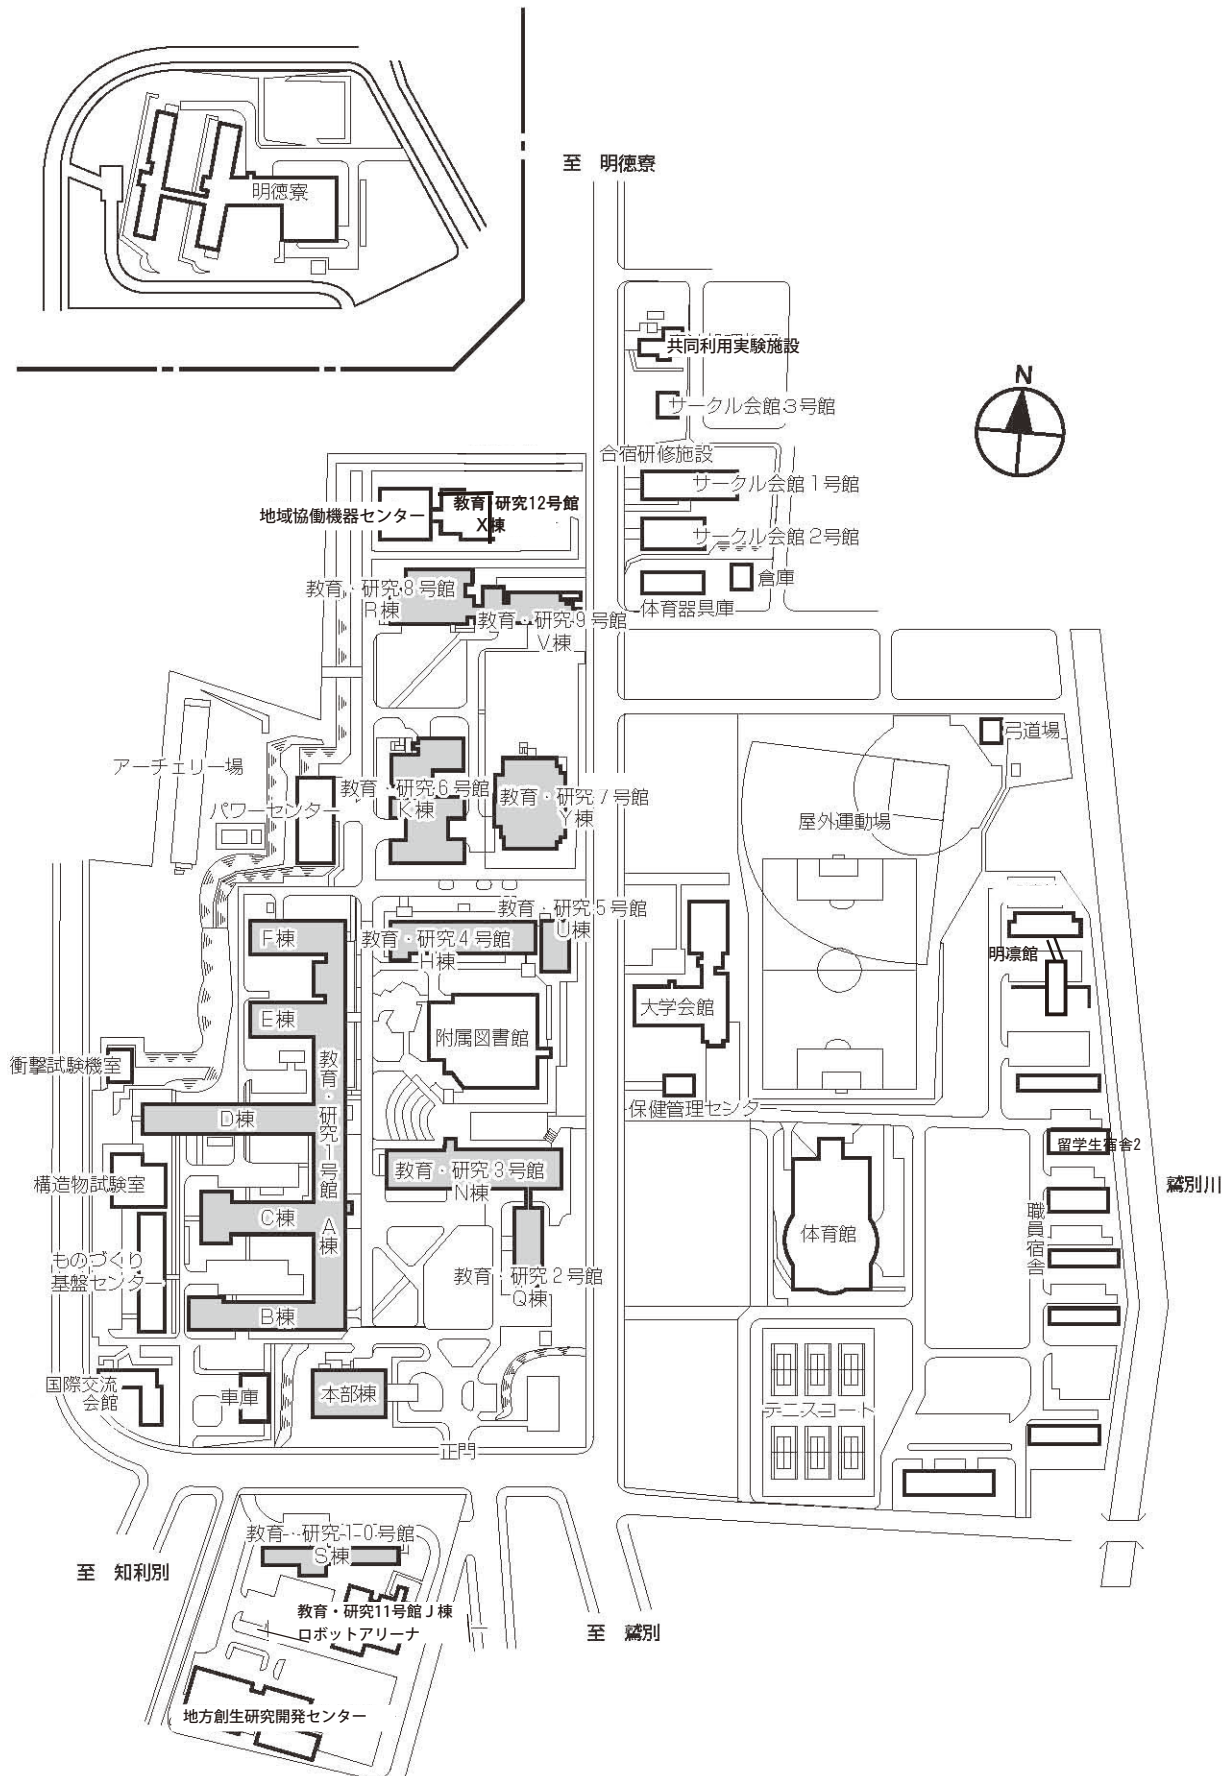 明徳寮
至 明徳寮
共同利用実験施設
N
サークル会館3号館
合宿研修施設
サークル会館1号館
地域協働機器センター
教育・研究12号館
X棟
サークル会館2号館
倉庫
体育器具庫
教育・研究8号館
R棟
教育・研究9号館
V棟
弓道場
アーチェリー場
パワーセンター
教育・研究6号館
K棟
教育・研究7号館
Y棟
屋外運動場
教育・研究5号館
U棟
教育・研究4号館
H棟
F棟
明凛館
E棟
附属図書館
大学会館
衝撃試験機室
教育・研究1号館
A棟
保健管理センター
D棟
留学生宿舎2
構造物試験室
教育・研究3号館
N棟
鷲別川
C棟
体育館
職員宿舎
ものづくり
基盤センター
教育・研究2号館
Q棟
B棟
国際交流
会館
車庫
本部棟
テニスコート
正門
教育・研究10号館
S棟
至 知利別
教育・研究11号館J棟
ロボットアリーナ
至 鷲別
地方創生研究開発センター